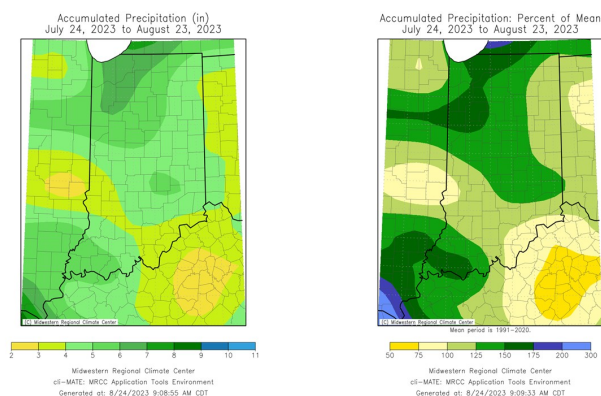 Accumulated Precipitation (in)
July 24, 2023 to August 23, 2023
(C) Midwestern Regional Climate Center
2 3 4 5 6 7 8 9 10 11
Midwestern Regional Climate Center
cli-MATE: MRCC Application Tools Environment
Generated at: 8/24/2023 9:08:55 AM CDT
Accumulated Precipitation: Percent of Mean
July 24, 2023 to August 23, 2023
(C) Midwestern Regional Climate Center
Mean period is 1991-2020.
50 75 100 125 150 175 200 300
Midwestern Regional Climate Center
cli-MATE: MRCC Application Tools Environment
Generated at: 8/24/2023 9:09:33 AM CDT